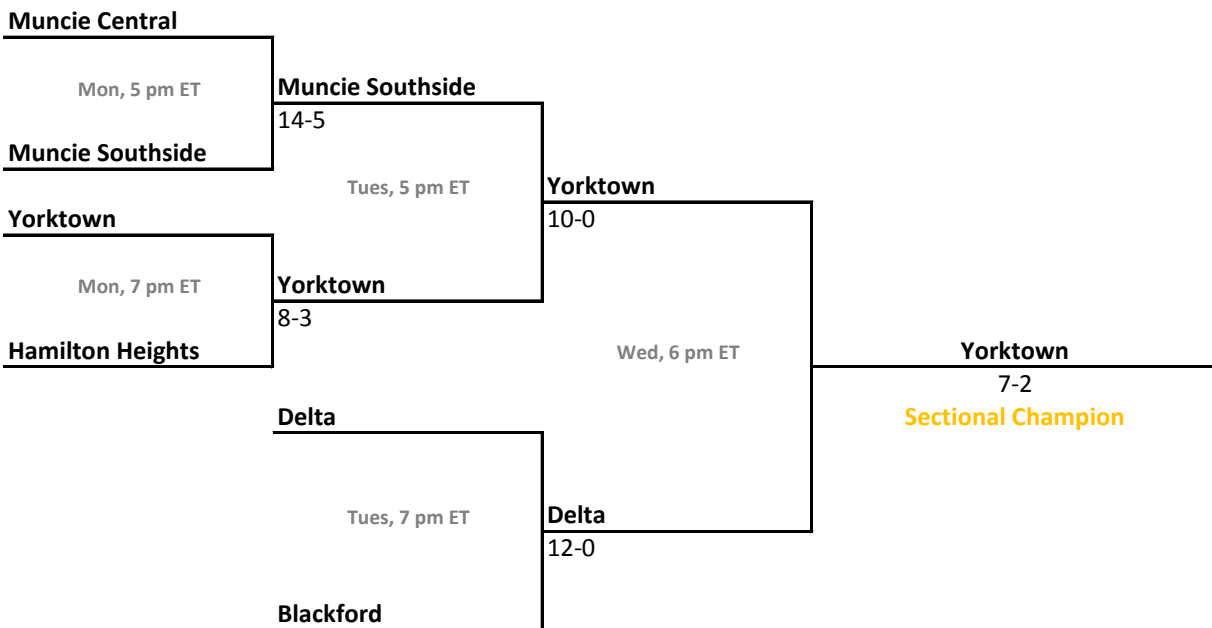 Muncie Central
Mon, 5 pm ET
Muncie Southside
14-5
Muncie Southside
Tues, 5 pm ET
Yorktown
10-0
Yorktown
Mon, 7 pm ET
Yorktown
8-3
Hamilton Heights
Wed, 6 pm ET
Yorktown
7-2
Sectional Champion
Delta
Tues, 7 pm ET
Delta
12-0
Blackford